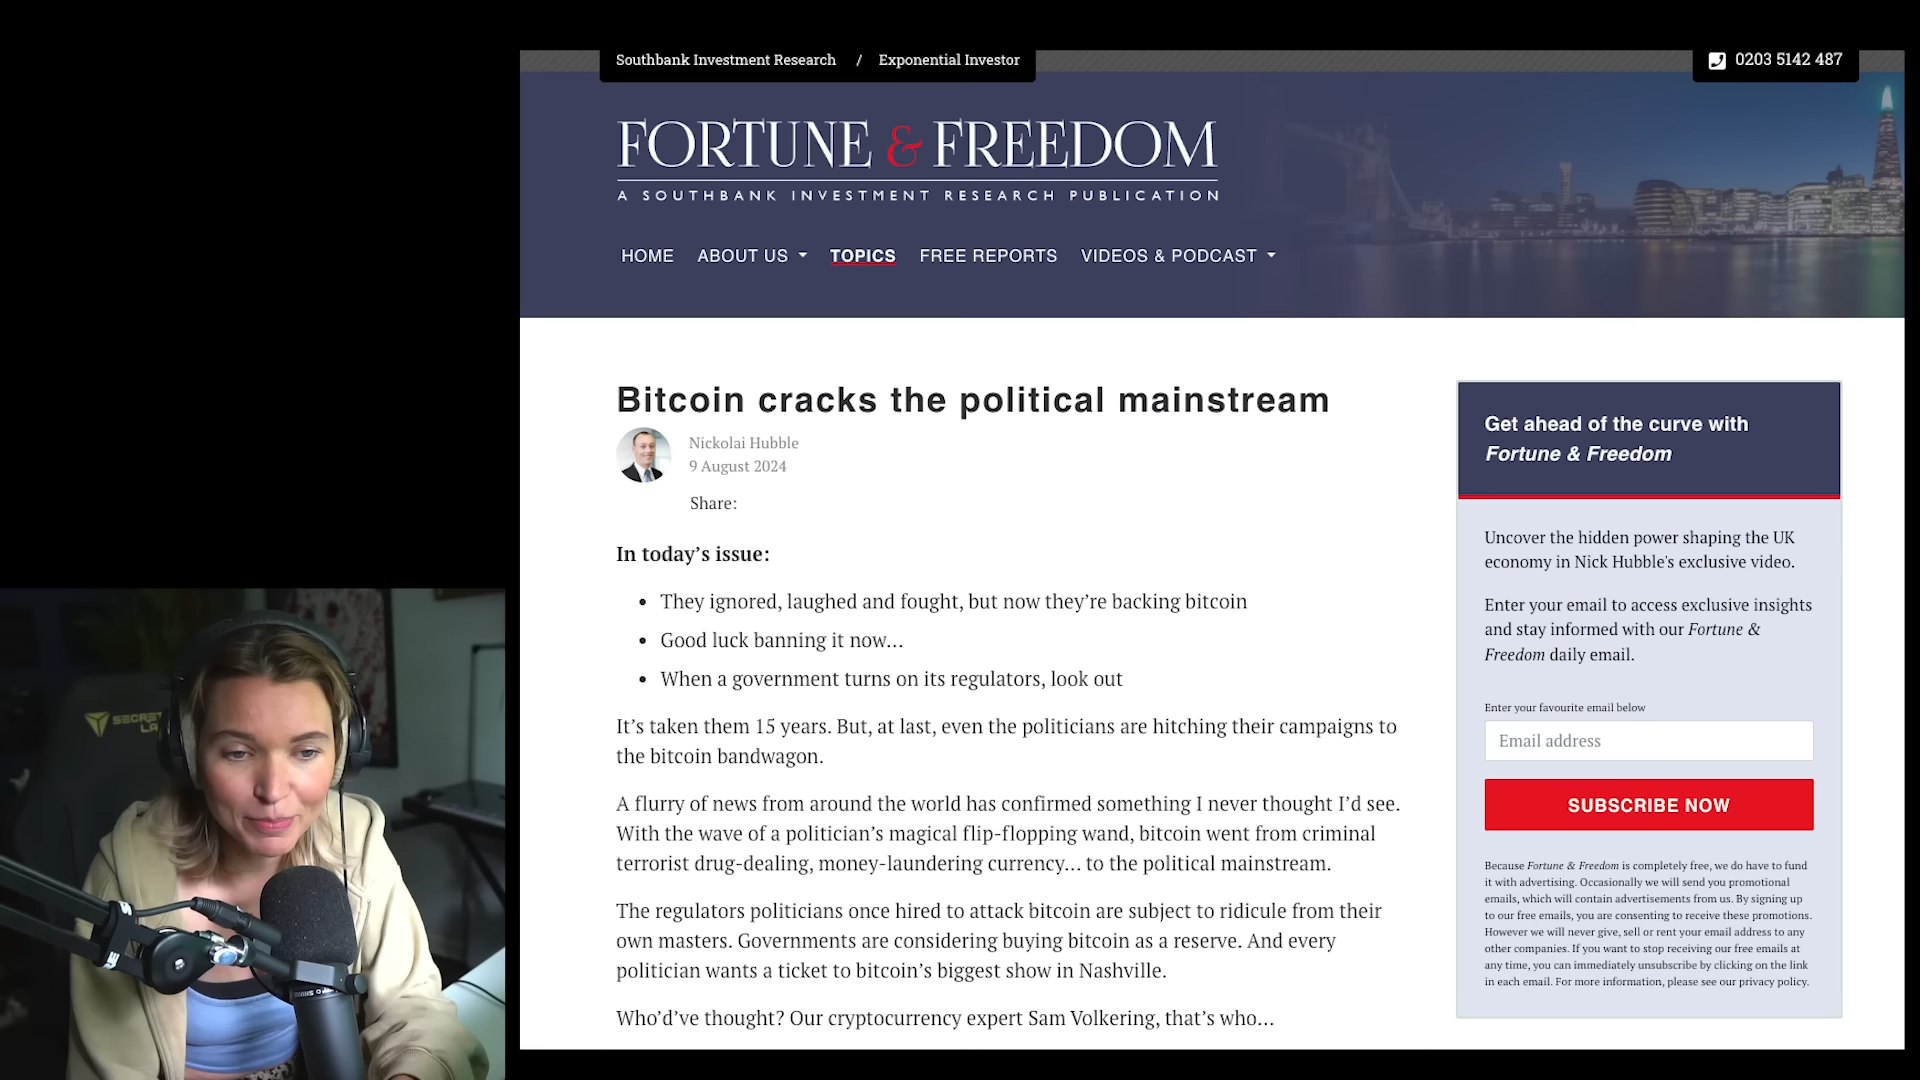 Southbank Investment Research / Exponential Investor
0203 5142 487
FORTUNE & FREEDOM
A SOUTHBANK INVESTMENT RESEARCH PUBLICATION
HOME ABOUT US TOPICS FREE REPORTS VIDEOS & PODCAST
Bitcoin cracks the political mainstream
Nickolai Hubble
9 August 2024
Share:
In today’s issue:
• They ignored, laughed and fought, but now they’re backing bitcoin
• Good luck banning it now…
• When a government turns on its regulators, look out
It’s taken them 15 years. But, at last, even the politicians are hitching their campaigns to
the bitcoin bandwagon.
A flurry of news from around the world has confirmed something I never thought I’d see.
With the wave of a politician’s magical flip-flopping wand, bitcoin went from criminal
terrorist drug-dealing, money-laundering currency… to the political mainstream.
The regulators politicians once hired to attack bitcoin are subject to ridicule from their
own masters. Governments are considering buying bitcoin as a reserve. And every
politician wants a ticket to bitcoin’s biggest show in Nashville.
Who’d’ve thought? Our cryptocurrency expert Sam Volkering, that’s who…
Get ahead of the curve with
Fortune & Freedom
Uncover the hidden power shaping the UK
economy in Nick Hubble's exclusive video.
Enter your email to access exclusive insights
and stay informed with our Fortune &
Freedom daily email.
Enter your favourite email below
Email address
SUBSCRIBE NOW
Because Fortune & Freedom is completely free, we do have to fund
it with advertising. Occasionally we will send you promotional
emails, which will contain advertisements from us. By signing up
to our free emails, you are consenting to receive these promotions.
However we will never give, sell or rent your email address to any
other companies. If you want to stop receiving our free emails at
any time, you can immediately unsubscribe by clicking on the link
in each email. For more information, please see our privacy policy.